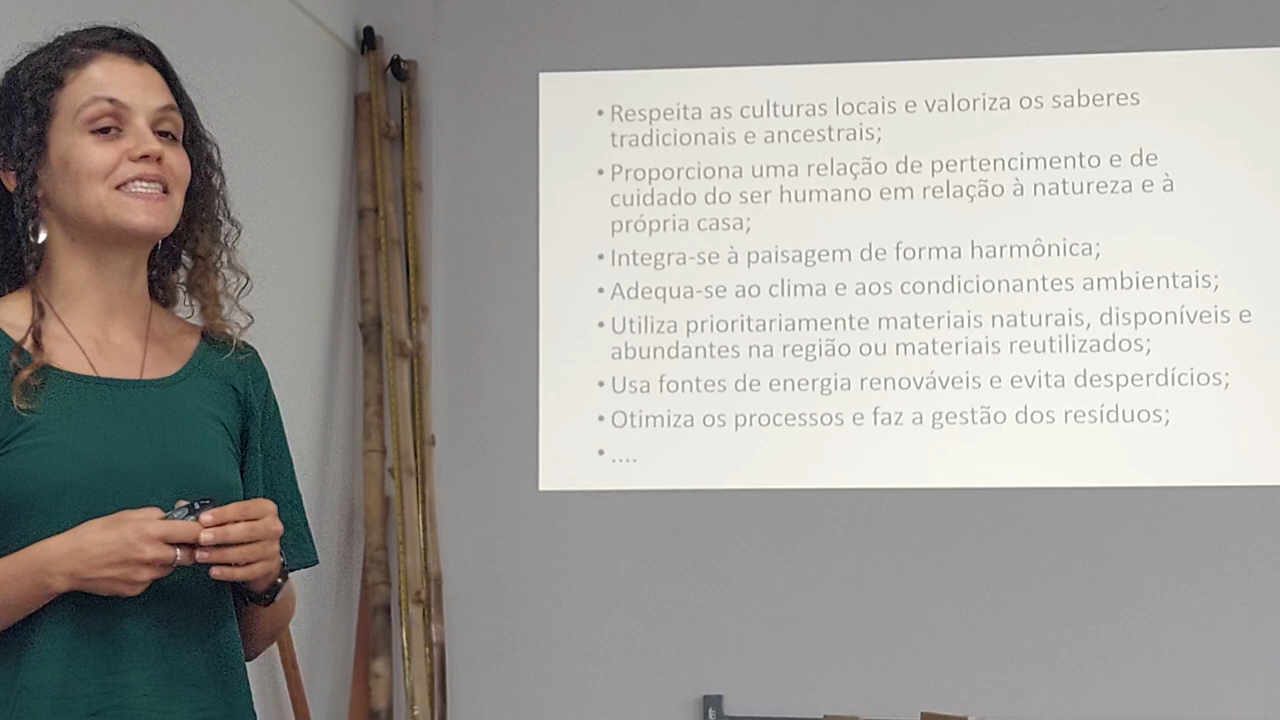 • Respeita as culturas locais e valoriza os saberes
tradicionais e ancestrais;
• Proporciona uma relação de pertencimento e de
cuidado do ser humano em relação à natureza e à
própria casa;
• Integra-se à paisagem de forma harmônica;
• Adequa-se ao clima e aos condicionantes ambientais;
• Utiliza prioritariamente materiais naturais, disponíveis e
abundantes na região ou materiais reutilizados;
• Usa fontes de energia renováveis e evita desperdícios;
• Otimiza os processos e faz a gestão dos resíduos;
• ....